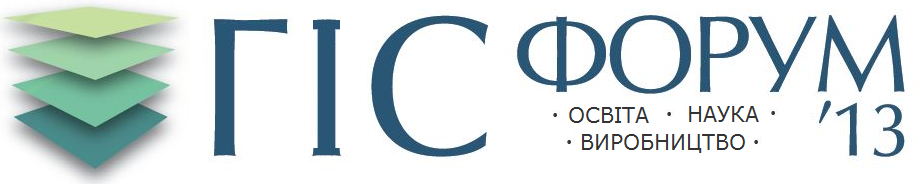 ГІС ФОРУМ
· ОСВІТА · НАУКА ·
· ВИРОБНИЦТВО ·
’13